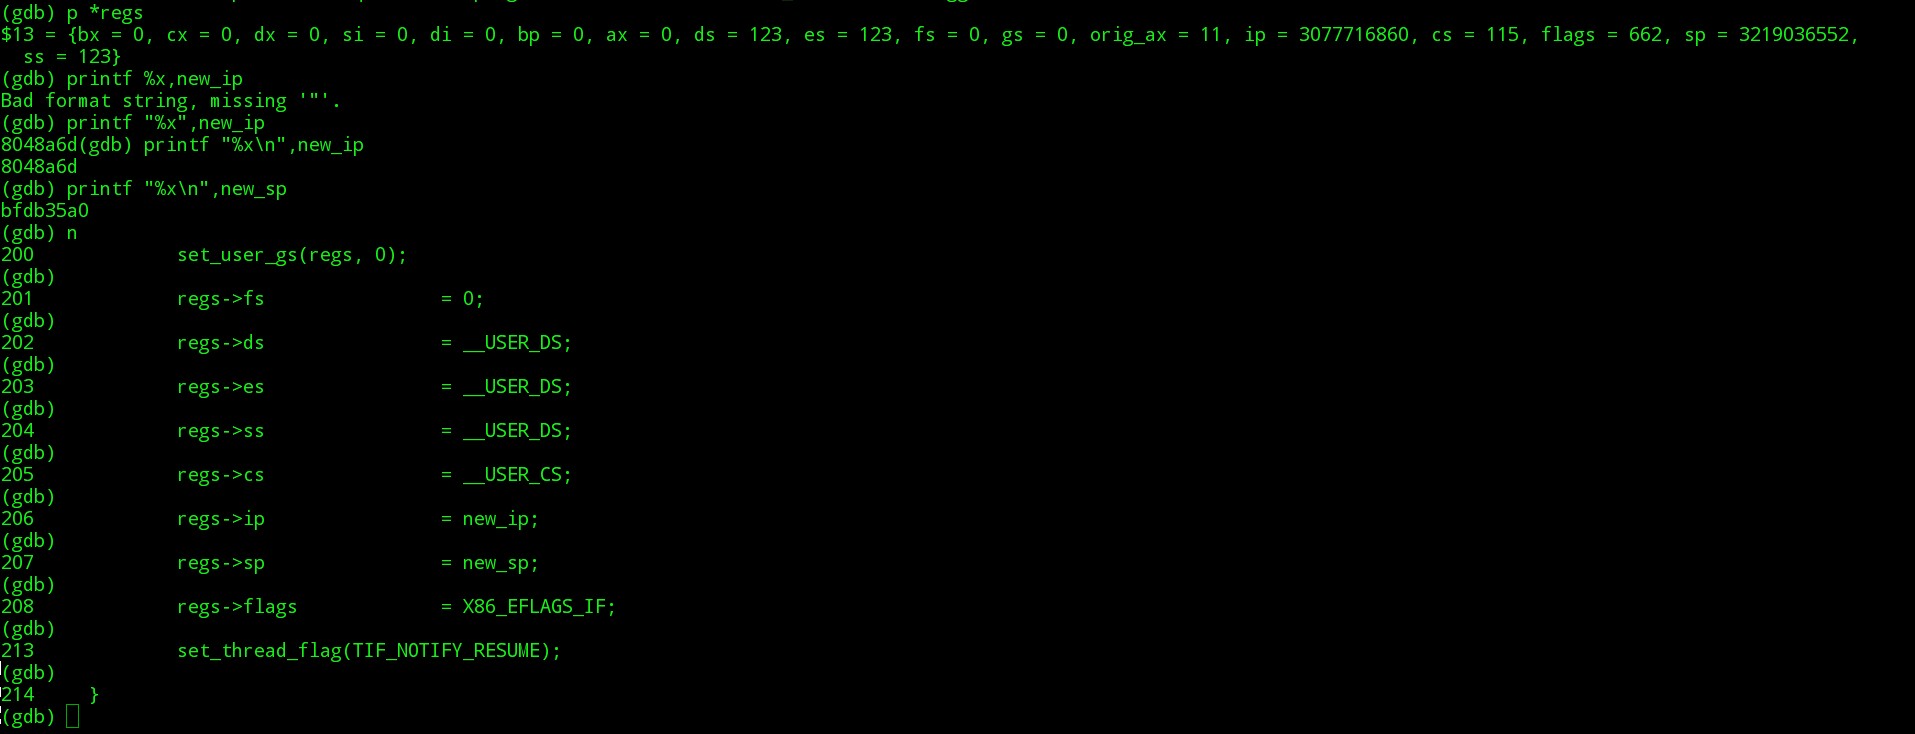 (gdb) p *regs
$13 = {bx = 0, cx = 0, dx = 0, si = 0, di = 0, bp = 0, ax = 0, ds = 123, es = 123, fs = 0, gs = 0, orig_ax = 11, ip = 3077716860, cs = 115, flags = 662, sp = 3219036552,
  ss = 123}
(gdb) printf %x,new_ip
Bad format string, missing '"'.
(gdb) printf "%x",new_ip
8048a6d(gdb) printf "%x\n",new_ip
8048a6d
(gdb) printf "%x\n",new_sp
bfdb35a0
(gdb) n
200             set_user_gs(regs, 0);
(gdb)
201             regs->fs                = 0;
(gdb)
202             regs->ds                = __USER_DS;
(gdb)
203             regs->es                = __USER_DS;
(gdb)
204             regs->ss                = __USER_DS;
(gdb)
205             regs->cs                = __USER_CS;
(gdb)
206             regs->ip                = new_ip;
(gdb)
207             regs->sp                = new_sp;
(gdb)
208             regs->flags             = X86_EFLAGS_IF;
(gdb)
213             set_thread_flag(TIF_NOTIFY_RESUME);
(gdb)
214     }
(gdb)